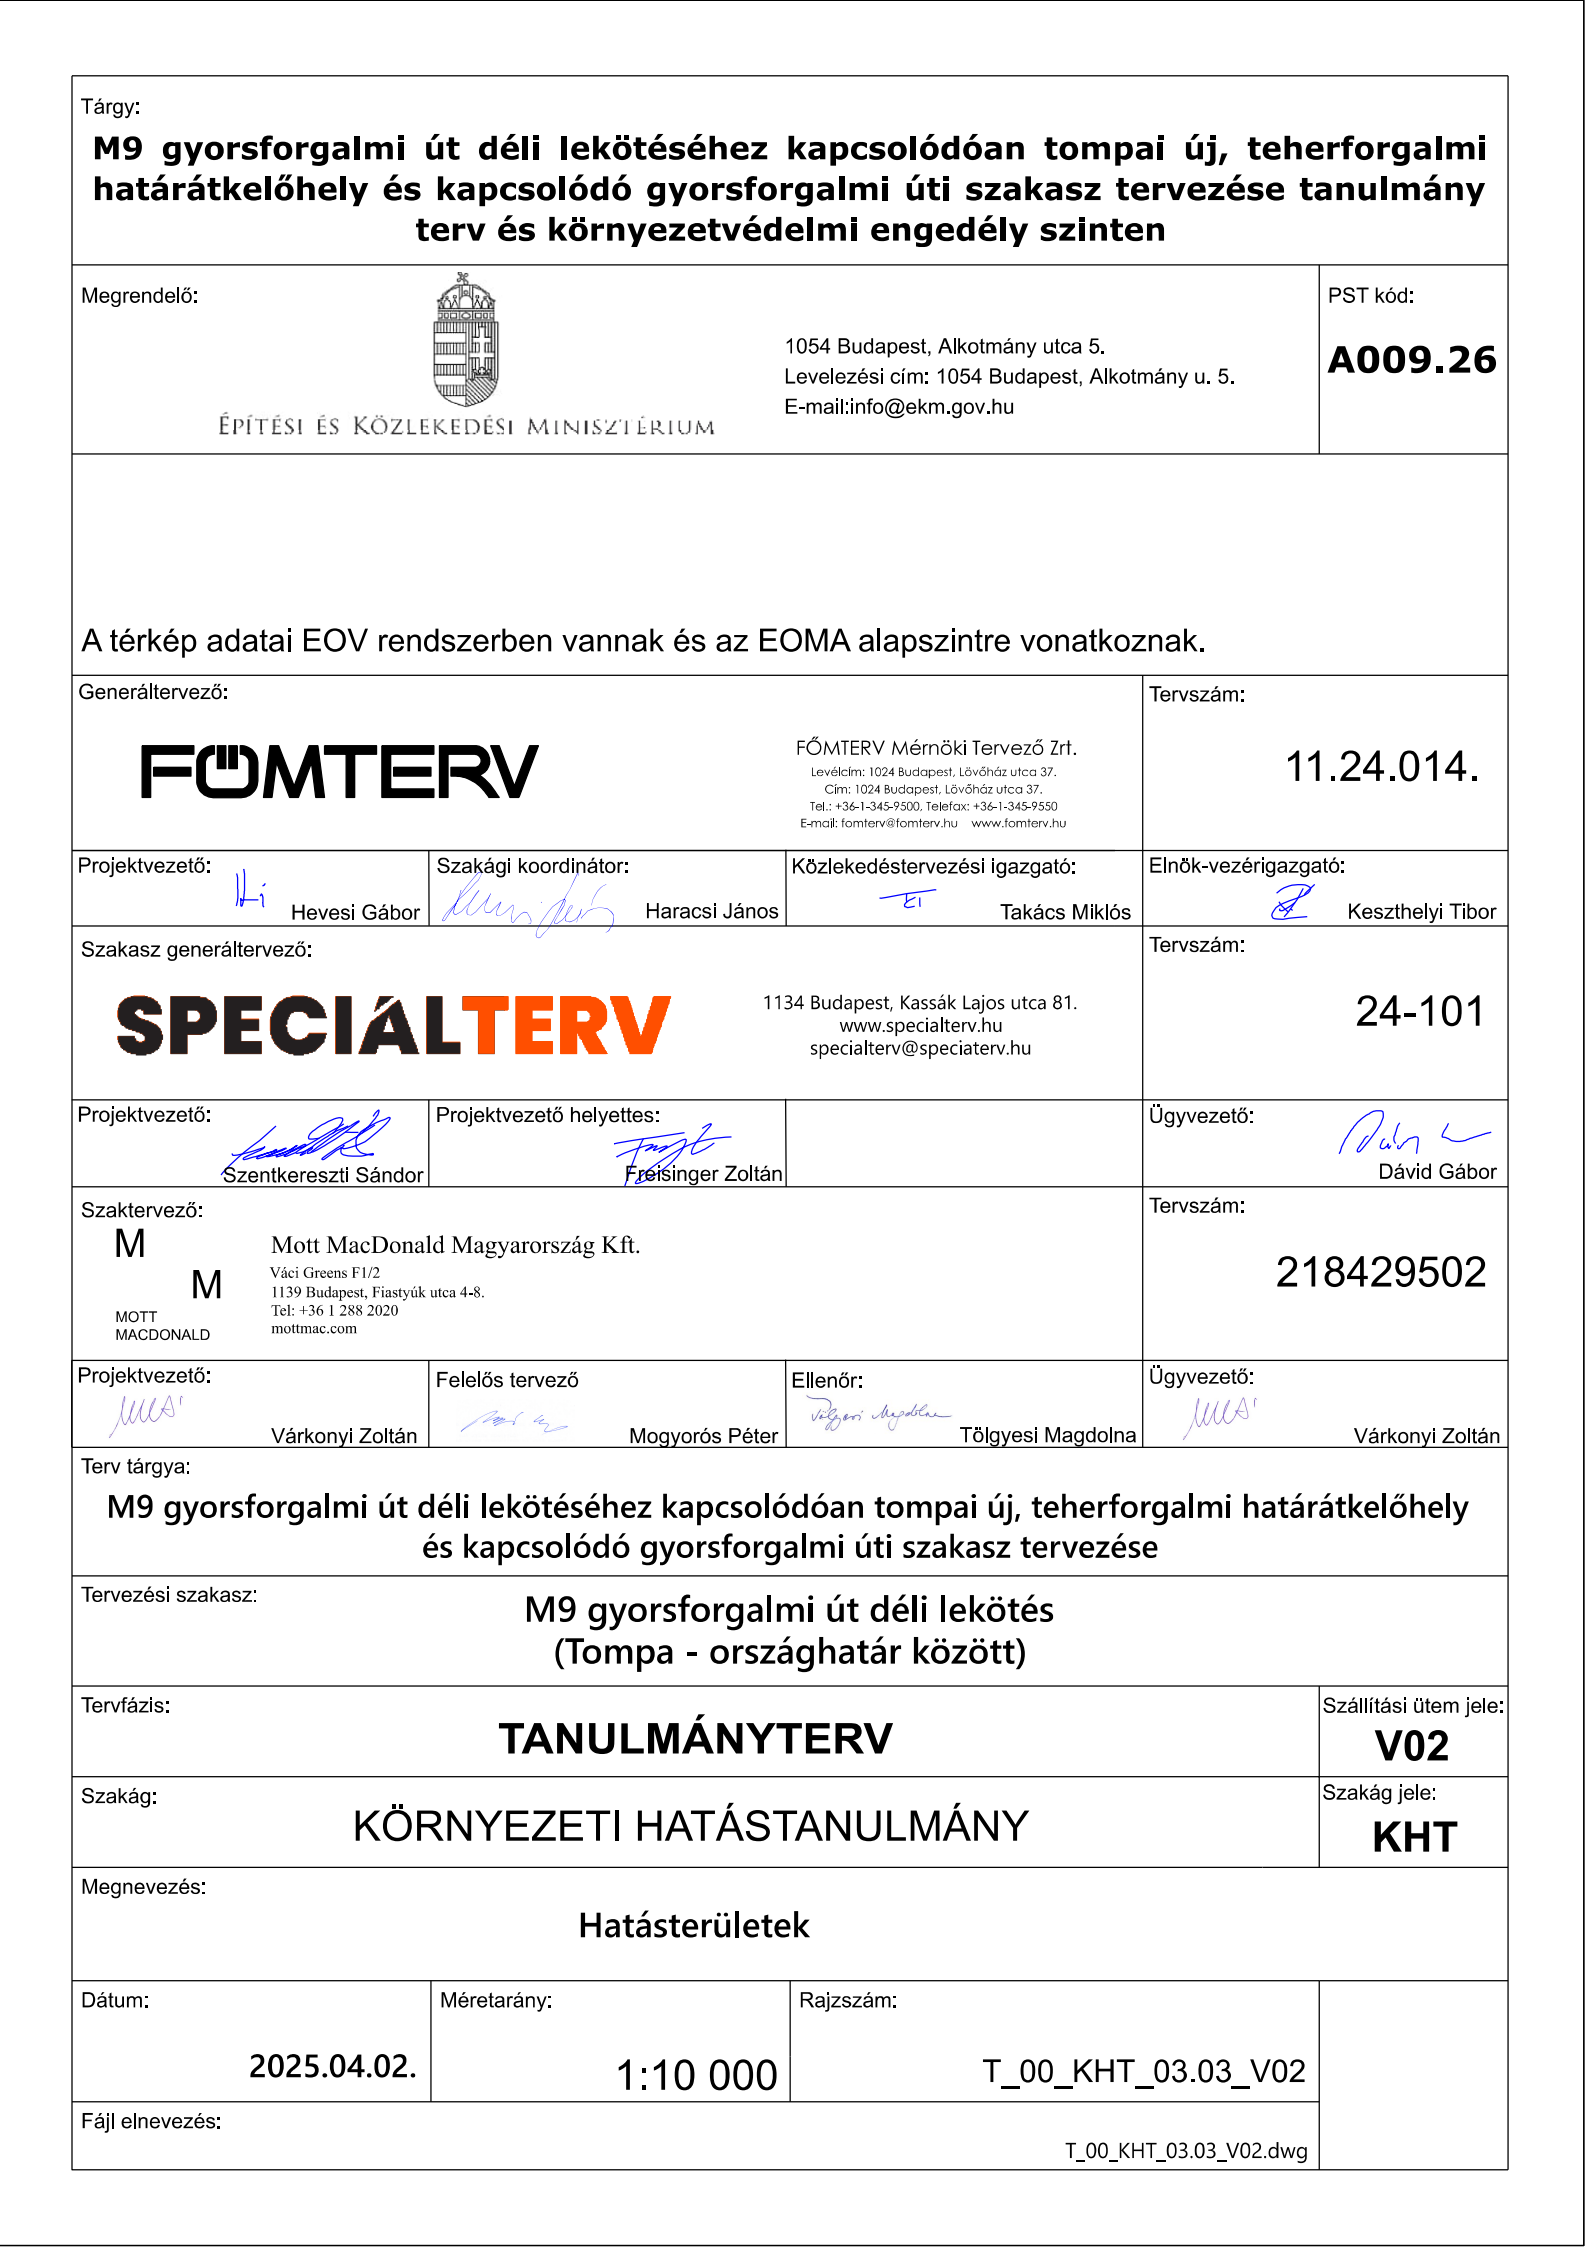 Tárgy:
M9 gyorsforgalmi út déli lekötéséhez kapcsolódóan tompai új, teherforgalmi
határátkelőhely és kapcsolódó gyorsforgalmi úti szakasz tervezése tanulmány
terv és környezetvédelmi engedély szinten
Megrendelő:
ÉPÍTÉSI ÉS KÖZLEKEDÉSI MINISZTÉRIUM
1054 Budapest, Alkotmány utca 5.
Levelezési cím: 1054 Budapest, Alkotmány u. 5.
E-mail:info@ekm.gov.hu
PST kód:
A009.26
A térkép adatai EOV rendszerben vannak és az EOMA alapszintre vonatkoznak.
Generáltervező:
FŐMTERV
FŐMTERV Mérnöki Tervező Zrt.
Levélcím: 1024 Budapest, Lövőház utca 37.
Cím: 1024 Budapest, Lövőház utca 37.
Tel.: +36-1-345-9500, Telefax: +36-1-345-9550
E-mail: fomterv@fomterv.hu www.fomterv.hu
Tervszám:
11.24.014.
Projektvezető:
Hevesi Gábor
Szakági koordinátor:
Haracsi János
Közlekedéstervezési igazgató:
Takács Miklós
Elnök-vezérigazgató:
Keszthelyi Tibor
Szakasz generáltervező:
SPECIÁLTERV
1134 Budapest, Kassák Lajos utca 81.
www.specialterv.hu
specialterv@speciaterv.hu
Tervszám:
24-101
Projektvezető:
Szentkereszti Sándor
Projektvezető helyettes:
Freisinger Zoltán
Ügyvezető:
Dávid Gábor
Szaktervező:
M
M
MOTT
MACDONALD
Mott MacDonald Magyarország Kft.
Váci Greens F1/2
1139 Budapest, Fiastyúk utca 4-8.
Tel: +36 1 288 2020
mottmac.com
Tervszám:
218429502
Projektvezető:
Várkonyi Zoltán
Felelős tervező
Mogyorós Péter
Ellenőr:
Tölgyesi Magdolna
Ügyvezető:
Várkonyi Zoltán
Terv tárgya:
M9 gyorsforgalmi út déli lekötéséhez kapcsolódóan tompai új, teherforgalmi határátkelőhely
és kapcsolódó gyorsforgalmi úti szakasz tervezése
Tervezési szakasz:
M9 gyorsforgalmi út déli lekötés
(Tompa - országhatár között)
Tervfázis:
TANULMÁNYTERV
Szállítási ütem jele:
V02
Szakág:
KÖRNYEZETI HATÁSTANULMÁNY
Szakág jele:
KHT
Megnevezés:
Hatásterületek
Dátum:
2025.04.02.
Méretarány:
1:10 000
Rajzszám:
T_00_KHT_03.03_V02
Fájl elnevezés:
T_00_KHT_03.03_V02.dwg